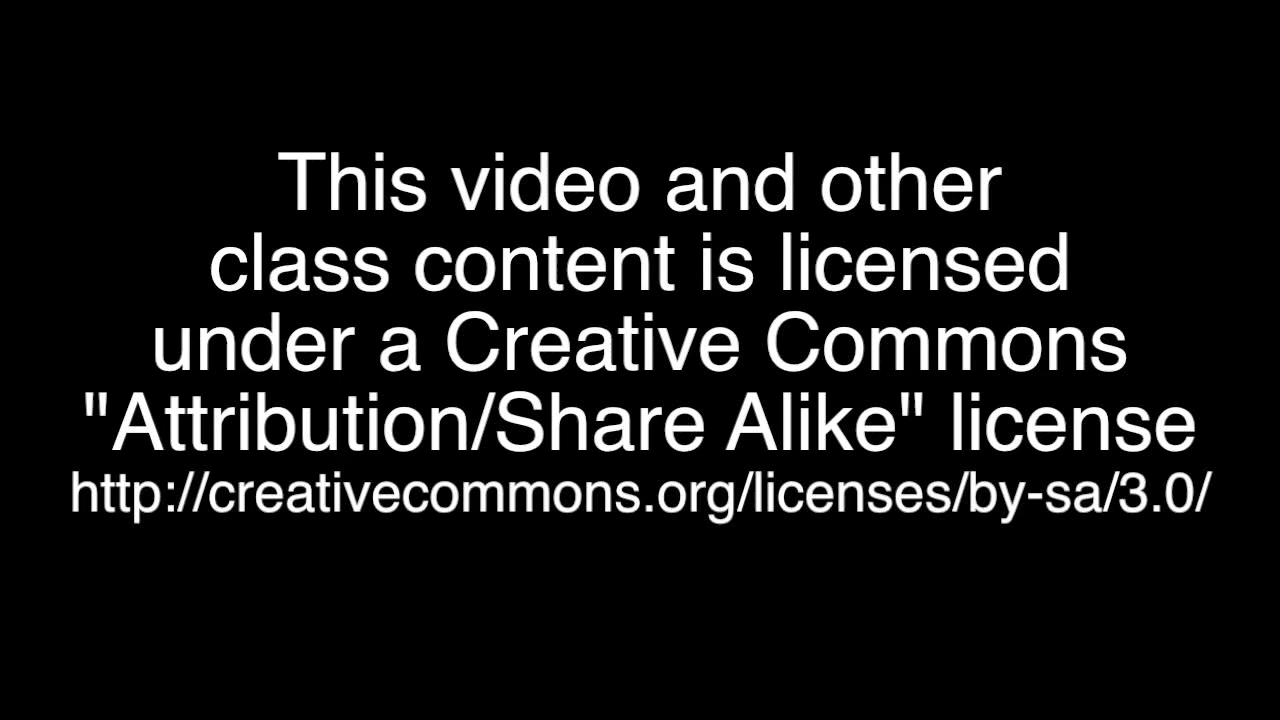 This video and other
class content is licensed
under a Creative Commons
"Attribution/Share Alike" license
http://creativecommons.org/licenses/by-sa/3.0/